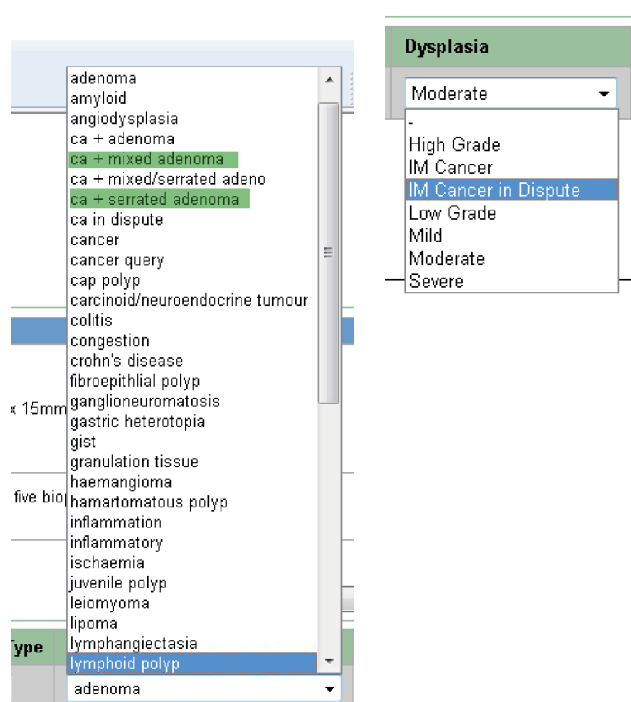 adenoma
amyloid
angiodysplasia
ca + adenoma
ca + mixed adenoma
ca + mixed/serrated adeno
ca + serrated adenoma
ca in dispute
cancer
cancer query
cap polyp
carcinoid/neuroendocrine tumour
colitis
congestion
crohn's disease
fibroepithlial polyp
x 15mm
ganglioneuromatosis
gastric heterotopia
gist
granulation tissue
haemangioma
five biop
hamartomatous polyp
inflammation
inflammatory
ischaemia
juvenile polyp
leiomyoma
lipoma
lymphangiectasia
ype
lymphoid polyp
adenoma
Dysplasia
Moderate
-
High Grade
IM Cancer
IM Cancer in Dispute
Low Grade
Mild
Moderate
Severe